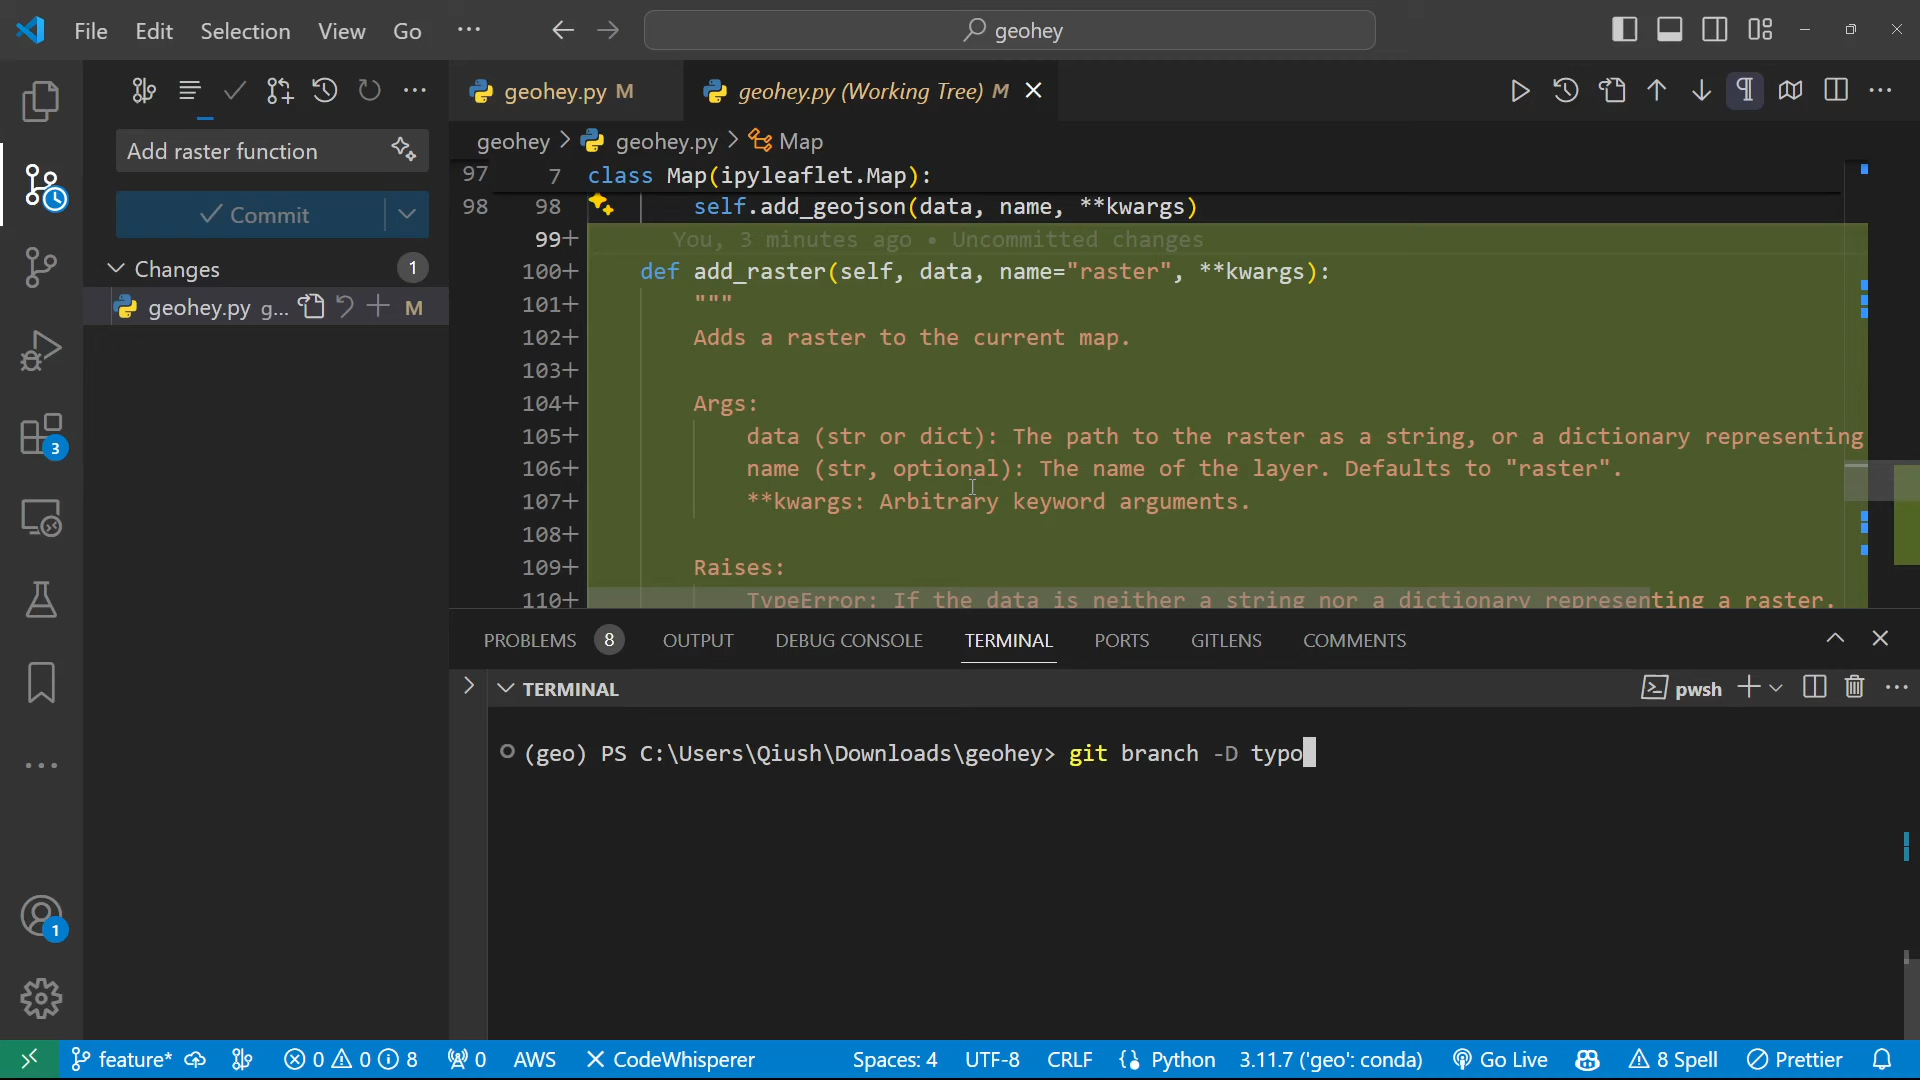 File Edit Selection View Go ···
geohey
Add raster function
Commit
Changes 1
geohey.py g... M
geohey.py M
geohey.py (Working Tree) M
geohey > geohey.py > Map
97 7 class Map(ipyleaflet.Map):
98 98 self.add_geojson(data, name, **kwargs)
99+ You, 3 minutes ago • Uncommitted changes
100+ def add_raster(self, data, name="raster", **kwargs):
101+ """
102+ Adds a raster to the current map.
103+
104+ Args:
105+ data (str or dict): The path to the raster as a string, or a dictionary representing
106+ name (str, optional): The name of the layer. Defaults to "raster".
107+ **kwargs: Arbitrary keyword arguments.
108+
109+ Raises:
110+ TypeError: If the data is neither a string nor a dictionary representing a raster.
3
1
PROBLEMS 8 OUTPUT DEBUG CONSOLE TERMINAL PORTS GITLENS COMMENTS
TERMINAL
pwsh
(geo) PS C:\Users\Qiush\Downloads\geohey> git branch -D typo
feature* 0 0 8 0 AWS CodeWhisperer Spaces: 4 UTF-8 CRLF Python 3.11.7 ('geo': conda) Go Live 8 Spell Prettier